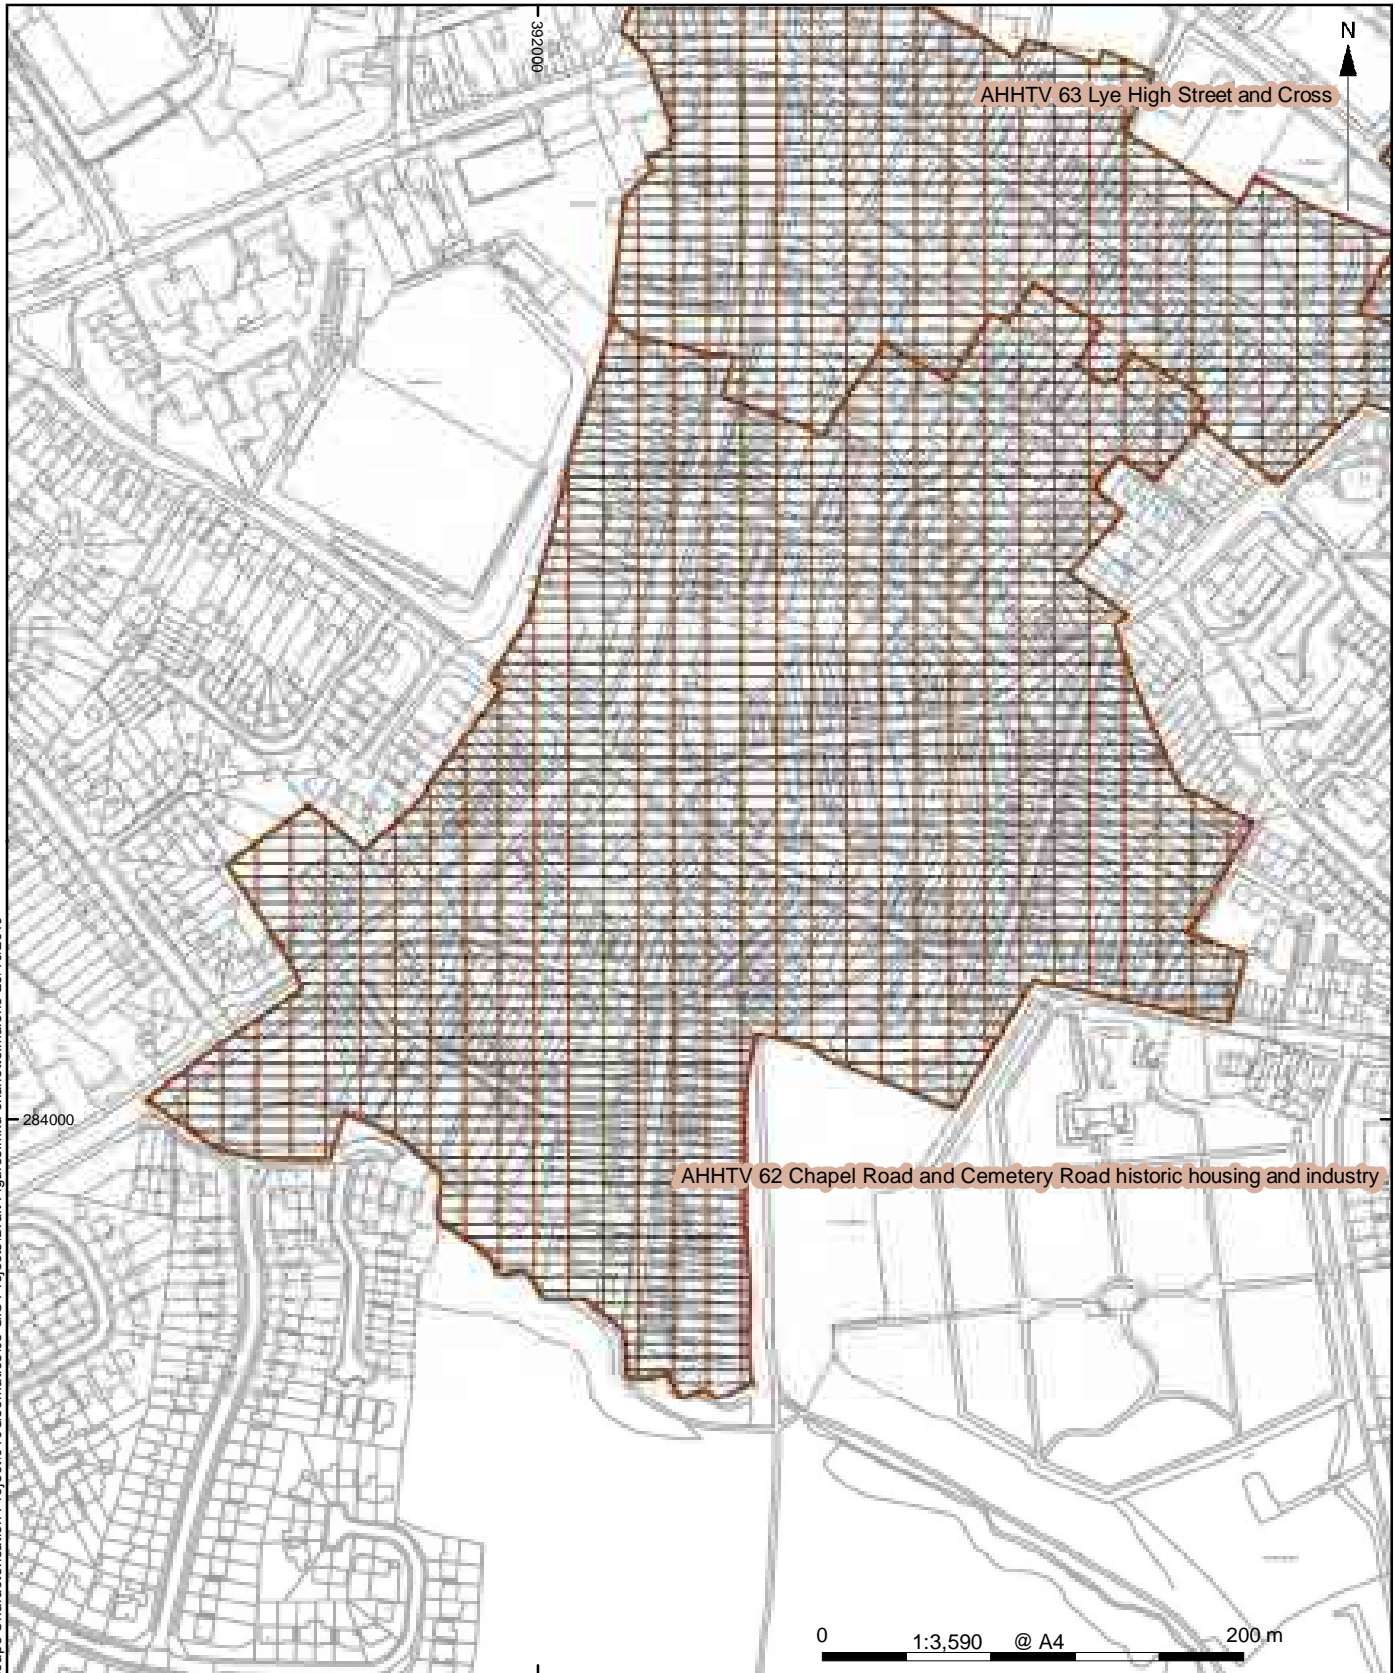 392000
N
AHHTV 63 Lye High Street and Cross
284000
AHHTV 62 Chapel Road and Cemetery Road historic housing and industry
0 1:3,590 @ A4 200 m